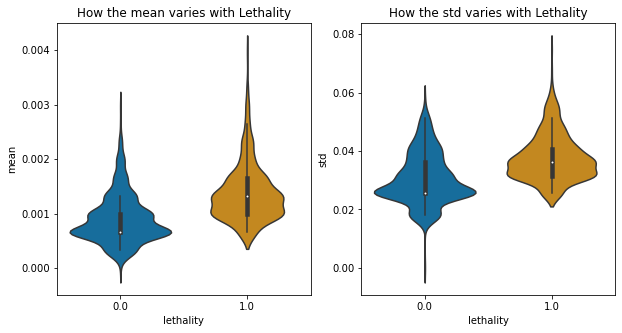 How the mean varies with Lethality
mean
0.004
0.003
0.002
0.001
0.000
0.0 1.0
lethality
How the std varies with Lethality
std
0.08
0.06
0.04
0.02
0.00
0.0 1.0
lethality